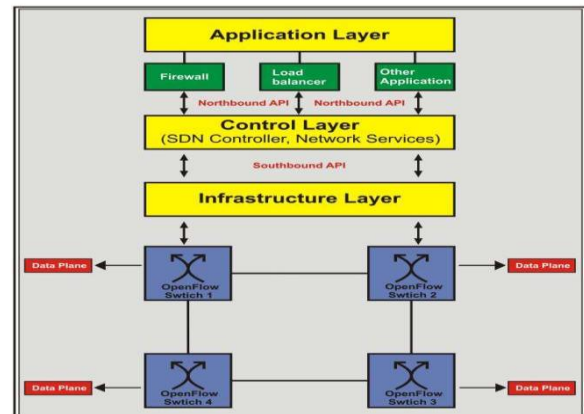 Application Layer
Firewall
Load
balancer
Other
Application
Northbound API
Northbound API
Control Layer
(SDN Controller, Network Services)
Southbound API
Infrastructure Layer
Data Plane
OpenFlow
Swtich 1
OpenFlow
Swtich 2
Data Plane
Data Plane
OpenFlow
Swtich 4
OpenFlow
Swtich 3
Data Plane